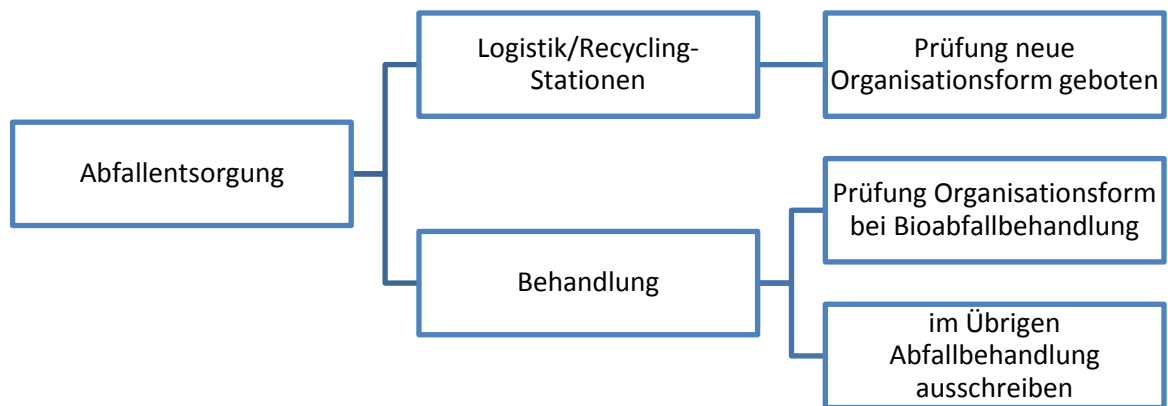 Logistik/Recycling-
Stationen
Prüfung neue
Organisationsform geboten
Abfallentsorgung
Prüfung Organisationsform
bei Bioabfallbehandlung
Behandlung
im Übrigen
Abfallbehandlung
ausschreiben